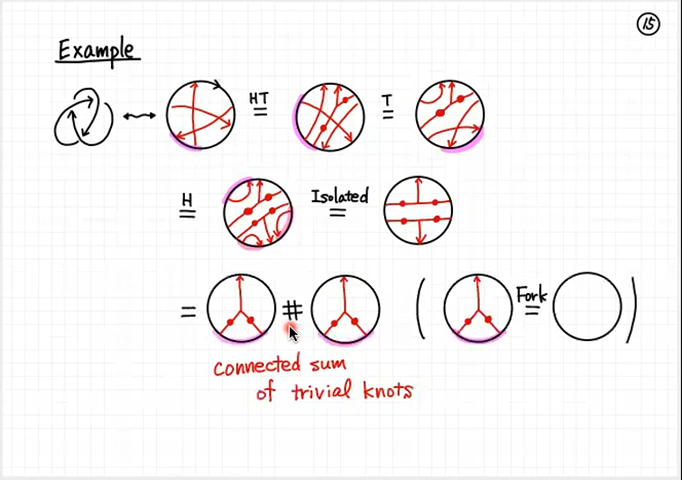 ⑮
Example
HT = T =
H = Isolated =
= # ( Fork = )
connected sum
of trivial knots